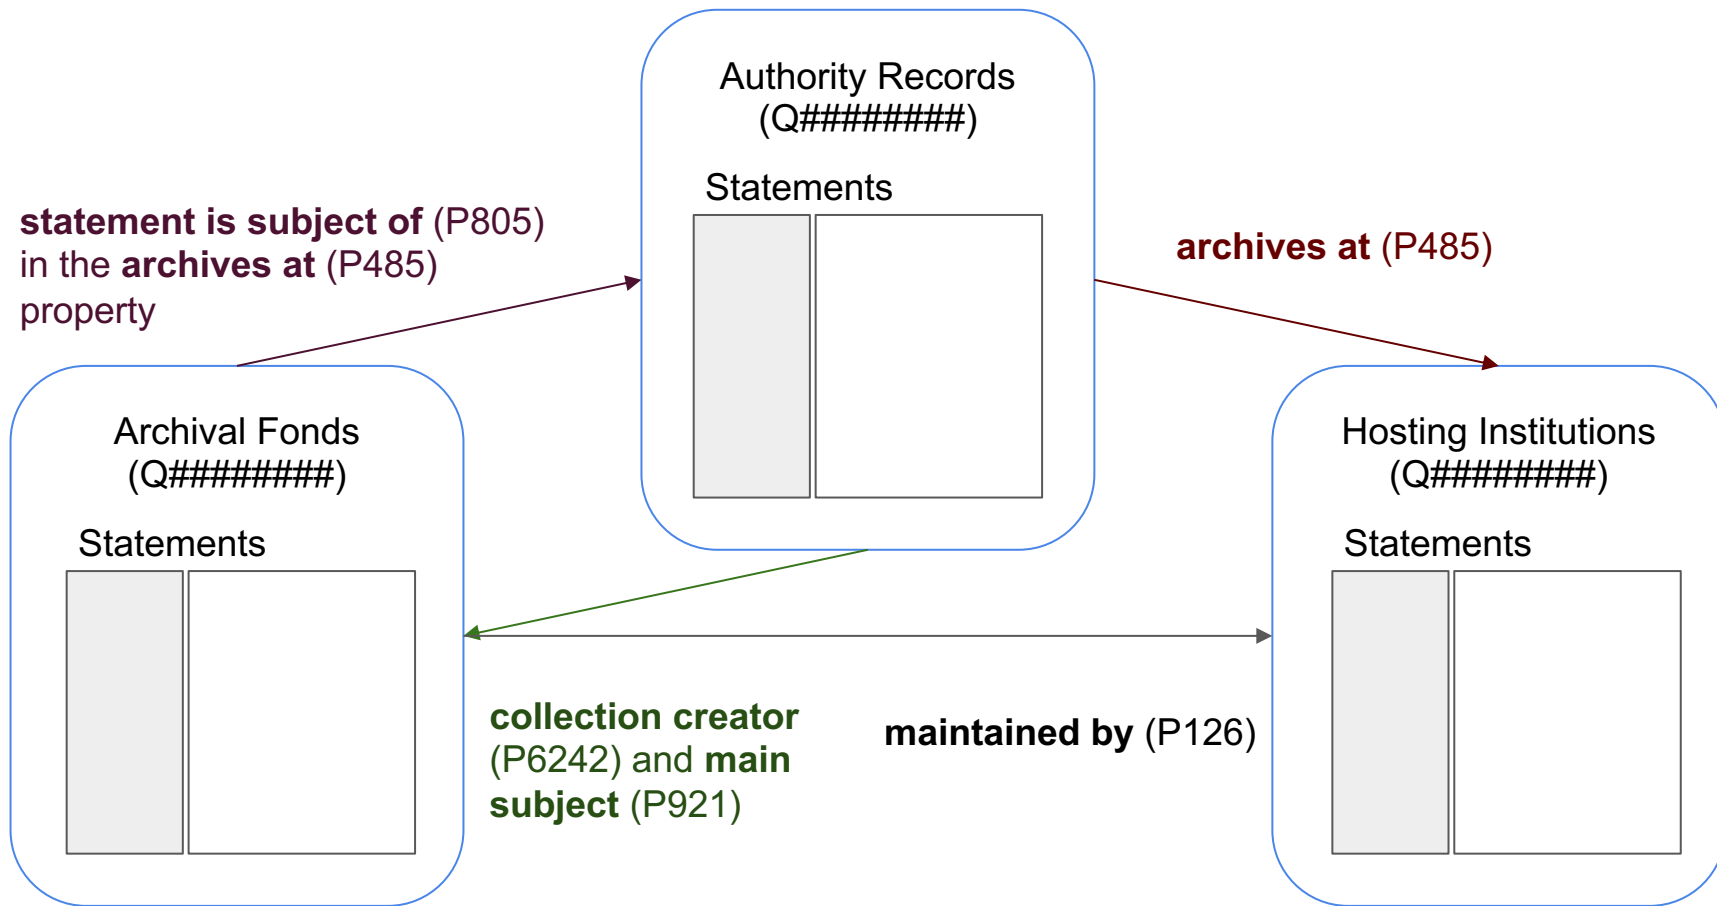 Authority Records
(Q########)
Statements
statement is subject of (P805)
in the archives at (P485)
property
archives at (P485)
Archival Fonds
(Q########)
Statements
Hosting Institutions
(Q########)
Statements
collection creator
(P6242) and main
subject (P921)
maintained by (P126)